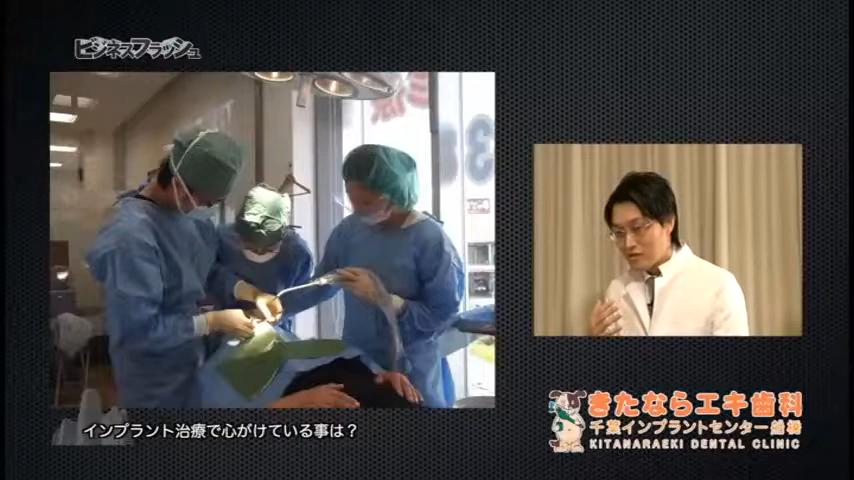 ビジネスフラッシュ
インプラント治療で心がけている事は？
きたならエキ歯科
千葉インプラントセンター船橋
KITANARAEKI DENTAL CLINIC